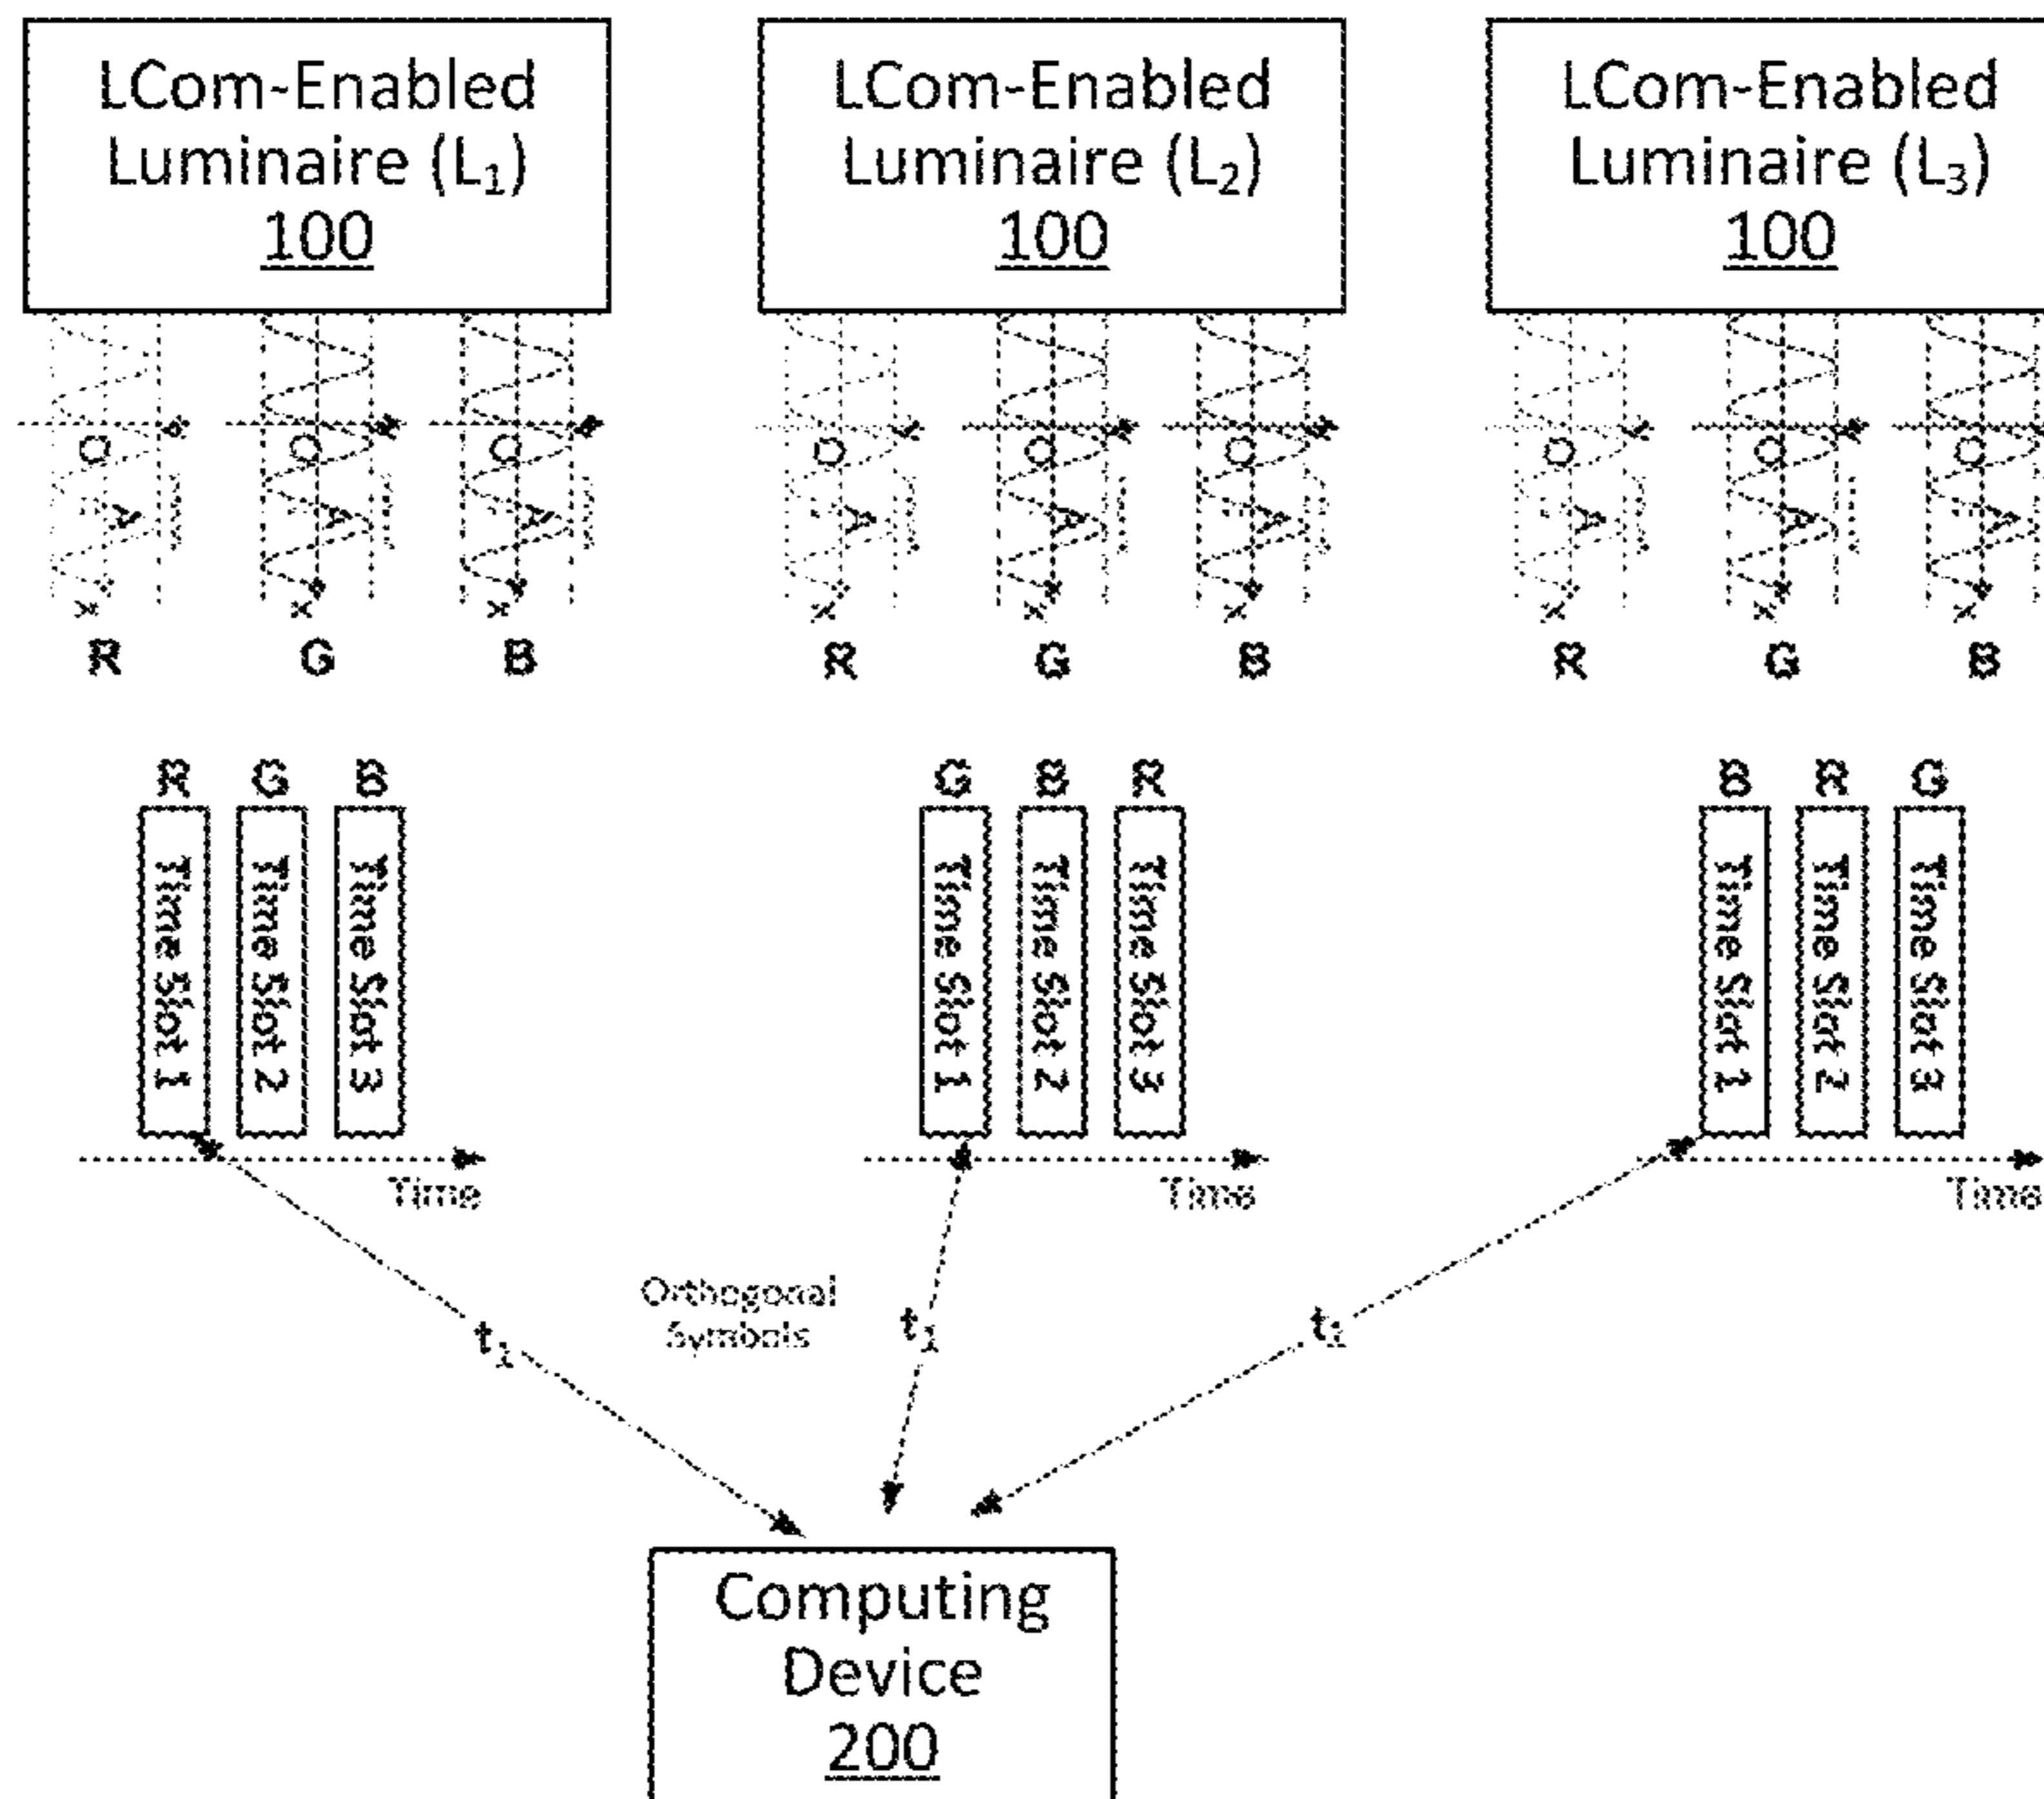 LCom-Enabled
Luminaire (L₁)
100
LCom-Enabled
Luminaire (L₂)
100
LCom-Enabled
Luminaire (L₃)
100
O
A
x
O
A
x
O
A
x
O
A
x
O
A
x
O
A
x
O
A
x
O
A
x
O
A
x
R G B
R G B
R G B
R G B
Time Slot 1
Time Slot 2
Time Slot 3
Time
G B R
Time Slot 1
Time Slot 2
Time Slot 3
Time
B R G
Time Slot 1
Time Slot 2
Time Slot 3
Time
Orthogonal
Symbols
t₁
t₁
t₁
Computing
Device
200